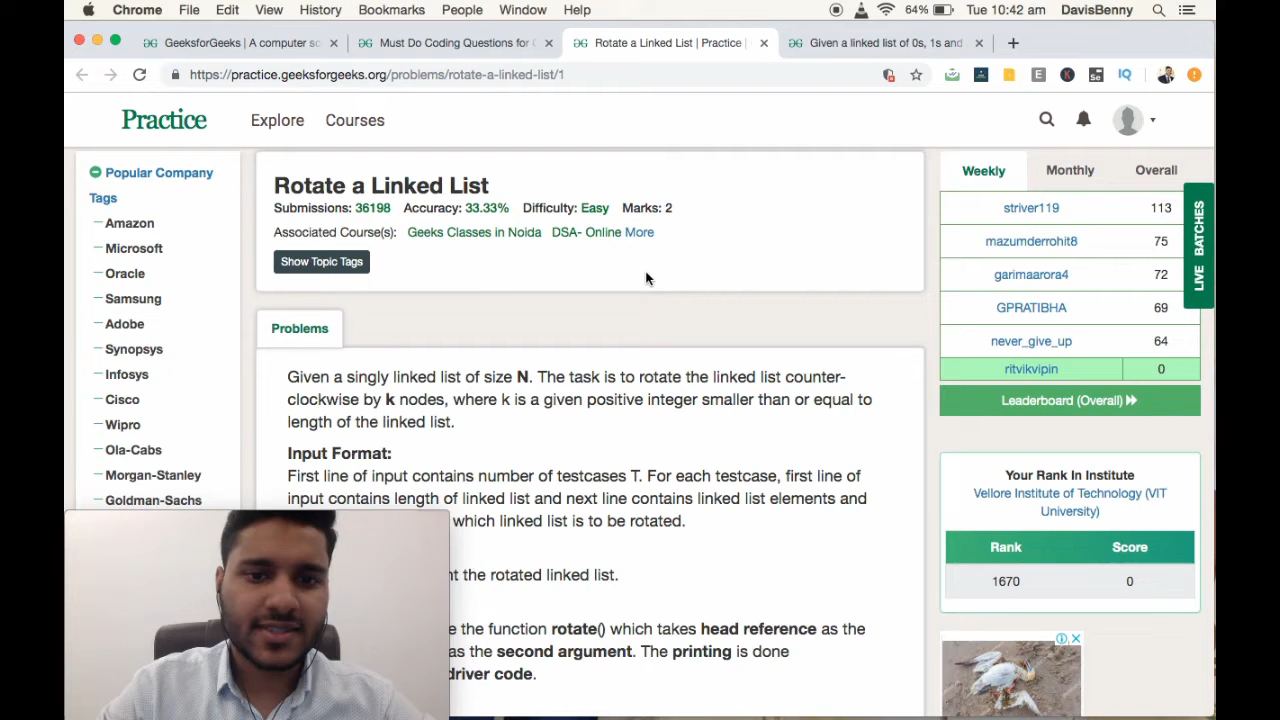 Chrome File Edit View History Bookmarks People Window Help 64% Tue 10:42 am DavisBenny
GeeksforGeeks | A computer sc
Must Do Coding Questions for
Rotate a Linked List | Practice |
Given a linked list of 0s, 1s and
https://practice.geeksforgeeks.org/problems/rotate-a-linked-list/1
E K Se IQ
Practice Explore Courses
Popular Company
Tags
Amazon
Microsoft
Oracle
Samsung
Adobe
Synopsys
Infosys
Cisco
Wipro
Ola-Cabs
Morgan-Stanley
Goldman-Sachs
Rotate a Linked List
Submissions: 36198 Accuracy: 33.33% Difficulty: Easy Marks: 2
Associated Course(s): Geeks Classes in Noida DSA- Online More
Show Topic Tags
Problems
Given a singly linked list of size N. The task is to rotate the linked list counter-
clockwise by k nodes, where k is a given positive integer smaller than or equal to
length of the linked list.
Input Format:
First line of input contains number of testcases T. For each testcase, first line of
input contains length of linked list and next line contains linked list elements and
which linked list is to be rotated.
t the rotated linked list.
e the function rotate() which takes head reference as the
as the second argument. The printing is done
driver code.
Weekly Monthly Overall
striver119 113
mazumderrohit8 75
garimaarora4 72
GPRATIBHA 69
never_give_up 64
ritvikvipin 0
Leaderboard (Overall)
LIVE BATCHES
Your Rank In Institute
Vellore Institute of Technology (VIT
University)
Rank Score
1670 0